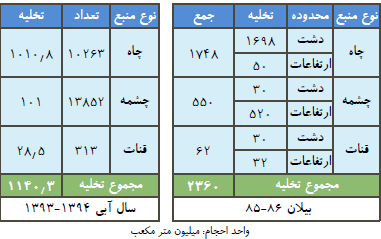 نوع منبع محدوده تخلیه جمع
چاه دشت ۱۶۹۸ ۱۷۴۸
ارتفاعات ۵۰
چشمه دشت ۳۰ ۵۵۰
ارتفاعات ۵۲۰
قنات دشت ۳۰ ۶۲
ارتفاعات ۳۲
مجموع تخلیه ۲۳۶۰
بیلان ۸۶-۸۵
نوع منبع تعداد تخلیه
چاه ۱۰۲۶۳ ۱۰۱۰٫۸
چشمه ۱۳۸۵۲ ۱۰۱
قنات ۳۱۳ ۲۸٫۵
مجموع تخلیه ۱۱۴۰٫۳
سال آبی ۱۳۹۴-۱۳۹۳
واحد احجام: میلیون متر مکعب